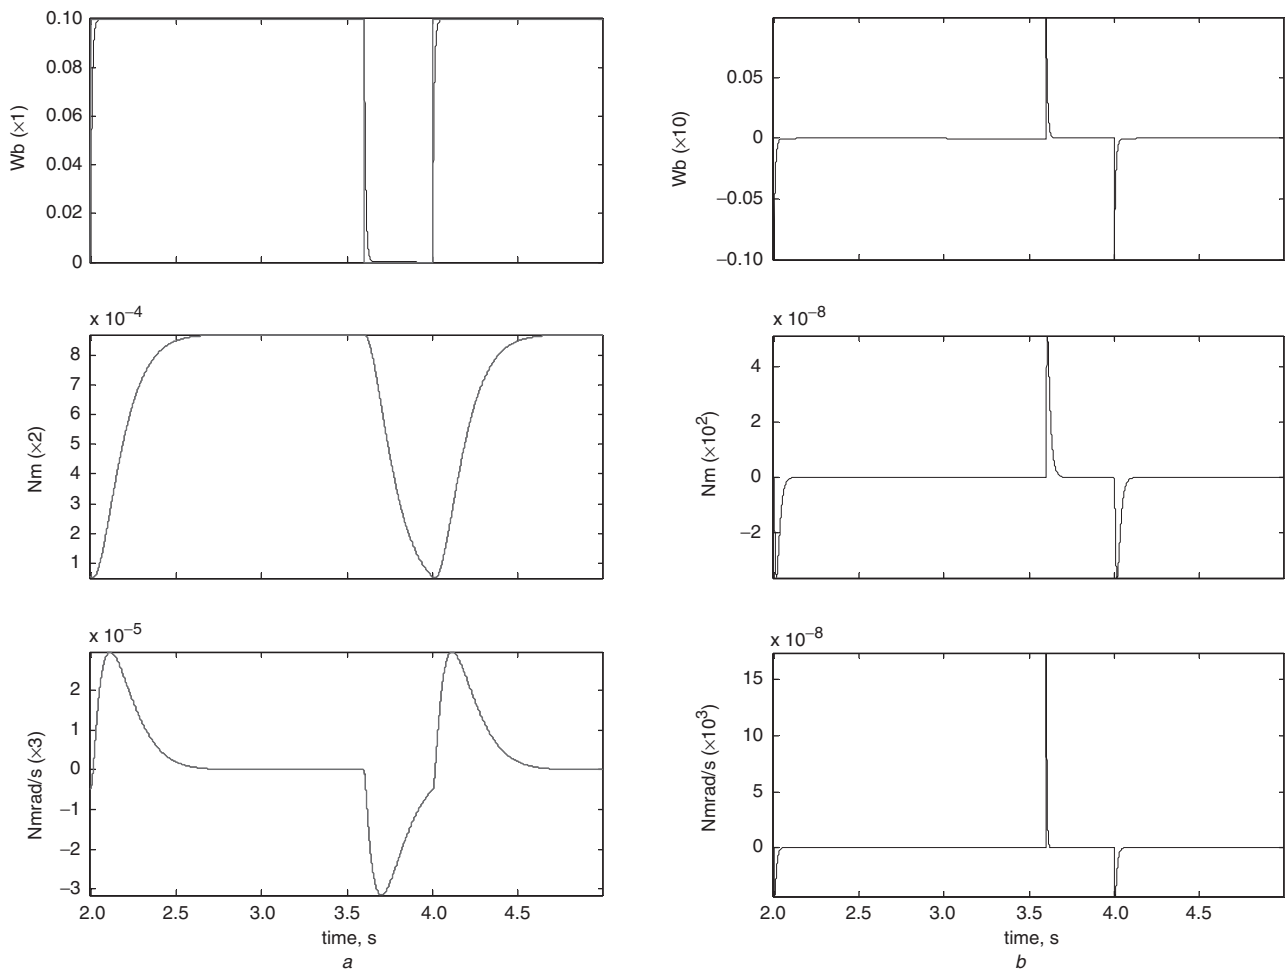 0.10
0.08
0.06
0.04
0.02
0
Wb (×1)
x 10−4
8
7
6
5
4
3
2
1
Nm (×2)
x 10−5
2
1
0
−1
−2
−3
Nmrad/s (×3)
2.0 2.5 3.0 3.5 4.0 4.5
time, s
a
0.05
0
−0.05
−0.10
Wb (×10)
x 10−8
4
2
0
−2
Nm (×10²)
x 10−8
15
10
5
0
Nmrad/s (×10³)
2.0 2.5 3.0 3.5 4.0 4.5
time, s
b